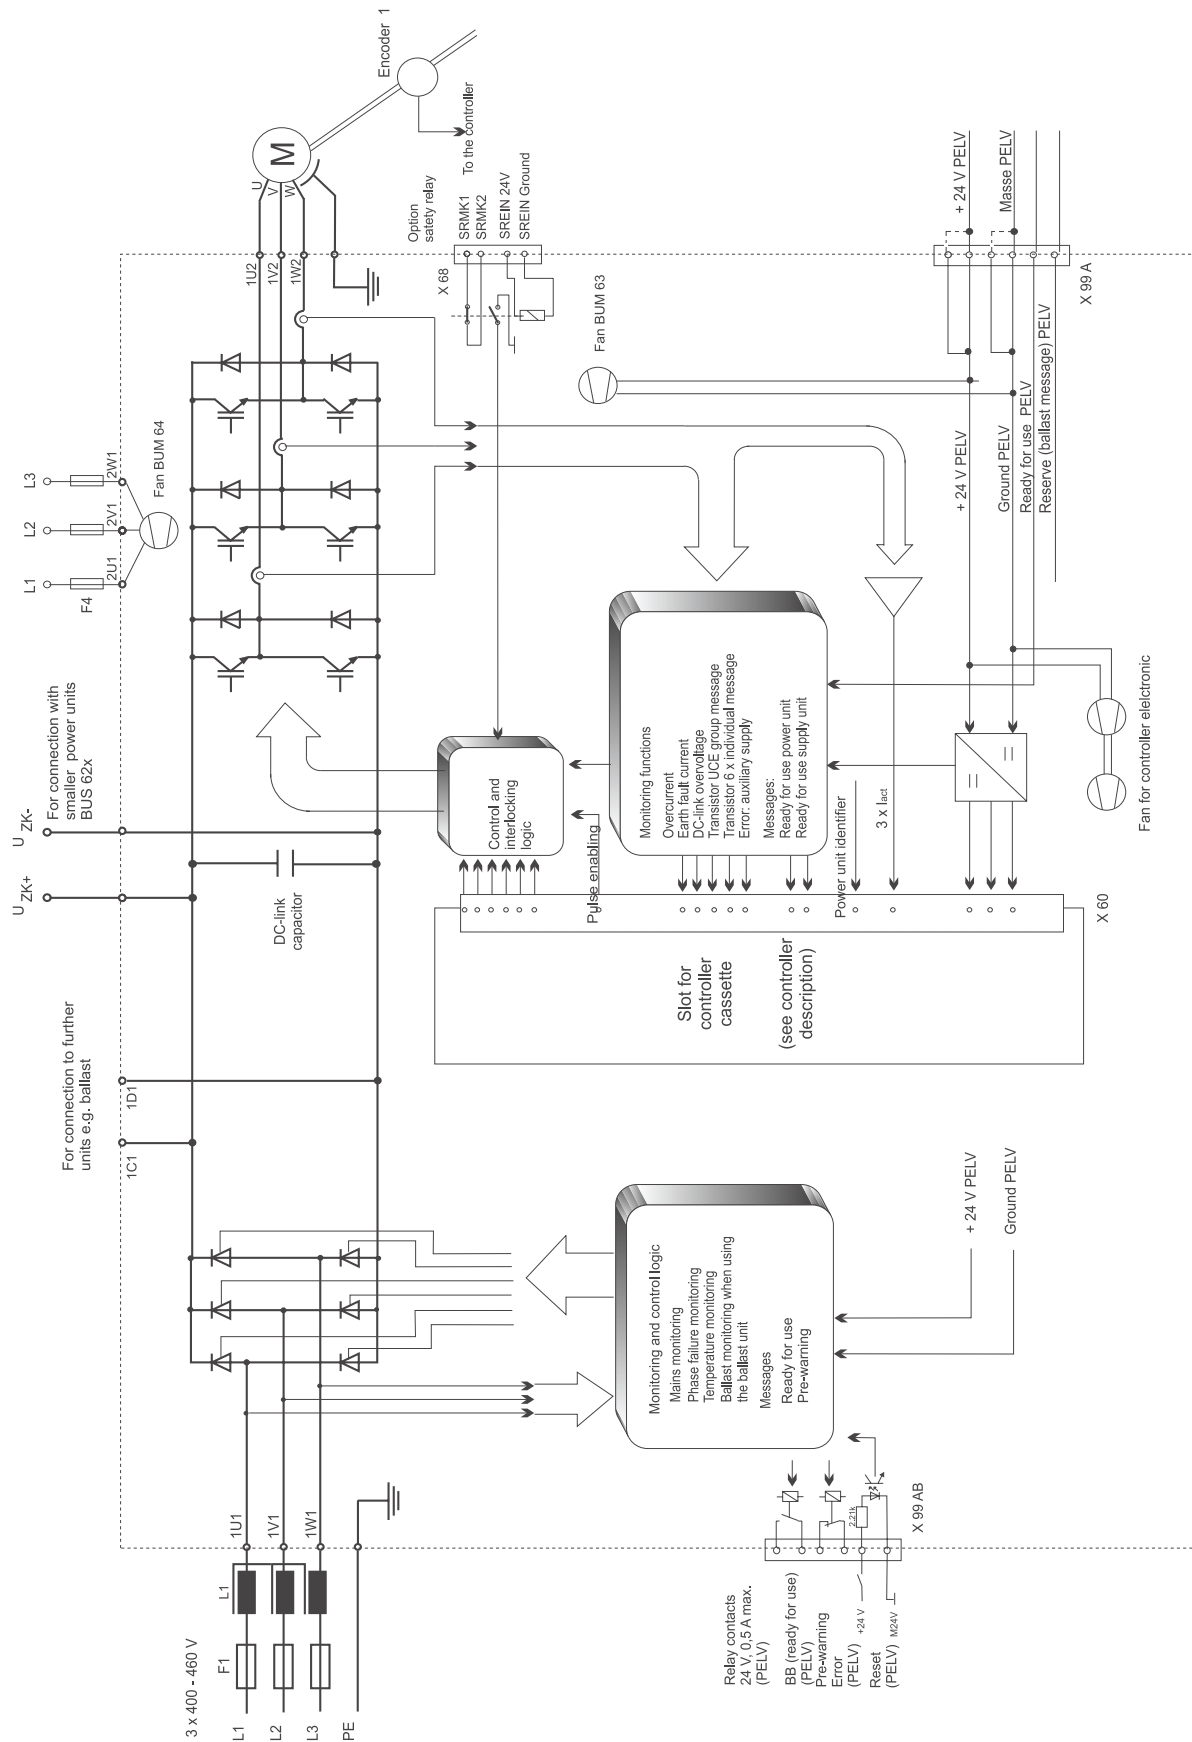 3 x 400 - 460 V
L1
L2
L3
PE
F1
L1
1U1
1V1
1W1
For connection to further
units e.g. ballast
1C1
1D1
U ZK+
U ZK-
For connection with
smaller power units
BUS 62x
DC-link
capacitor
L1
L2
L3
F4
2U1
2V1
2W1
Fan BUM 64
1U2
1V2
1W2
U
V
W
M
Encoder 1
To the controller
Option
satety relay
SRMK1
SRMK2
SREIN 24V
SREIN Ground
X 68
Fan BUM 63
Control and
interlocking
logic
Pulse enabling
Monitoring functions
Overcurrent
Earth fault current
DC-link overvoltage
Transistor UCE group message
Transistor 6 x individual message
Error: auxiliary supply
Messages:
Ready for use power unit
Ready for use supply unit
Power unit identifier
3 x Iact
X 60
Slot for
controller
cassette
(see controller
description)
+ 24 V PELV
Masse PELV
X 99 A
+ 24 V PELV
Ground PELV
Ready for use PELV
Reserve (ballast message) PELV
Fan for controller elelctronic
Monitoring and control logic
Mains monitoring
Phase failure monitoring
Temperature monitoring
Ballast monitoring when using
the ballast unit
Messages
Ready for use
Pre-warning
+ 24 V PELV
Ground PELV
2.21k
X 99 AB
Relay contacts
24 V, 0,5 A max.
(PELV)
BB (ready for use)
(PELV)
Pre-warning
Error
(PELV) +24 V
Reset
(PELV) M24V